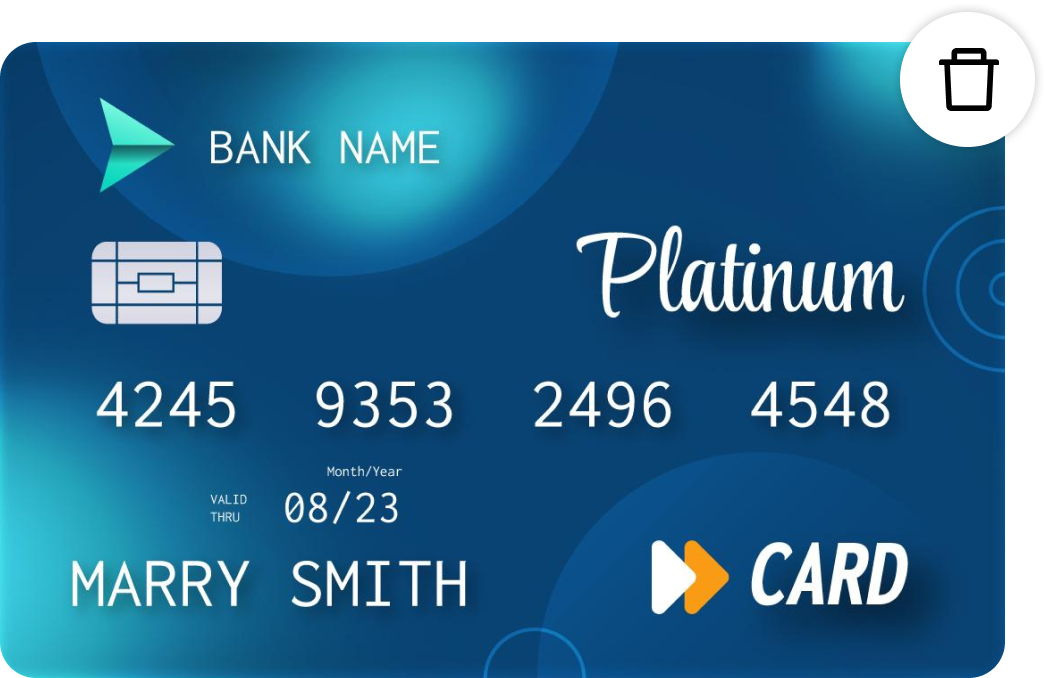 BANK NAME
Platinum
4245 9353 2496 4548
Month/Year
VALID
THRU
08/23
MARRY SMITH
CARD